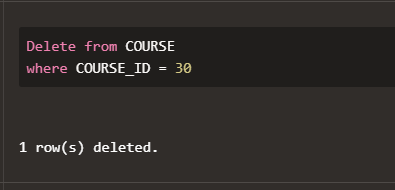 Delete from COURSE
where COURSE_ID = 30
1 row(s) deleted.